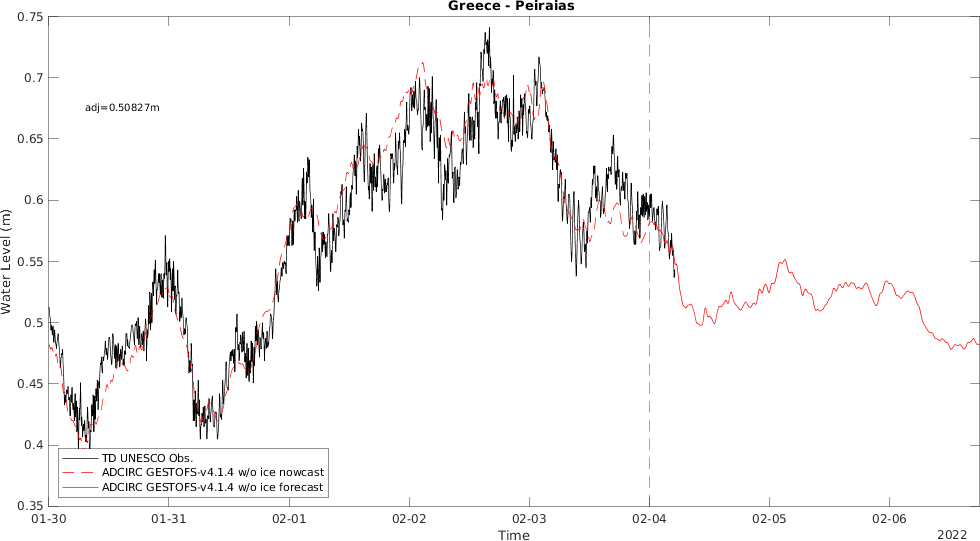 Greece - Peiraias
0.75
0.7
adj=0.50827m
0.65
0.6
0.55
0.5
0.45
0.4
0.35
Water Level (m)
TD UNESCO Obs.
ADCIRC GESTOFS-v4.1.4 w/o ice nowcast
ADCIRC GESTOFS-v4.1.4 w/o ice forecast
01-30
01-31
02-01
02-02
02-03
02-04
02-05
02-06
Time
2022